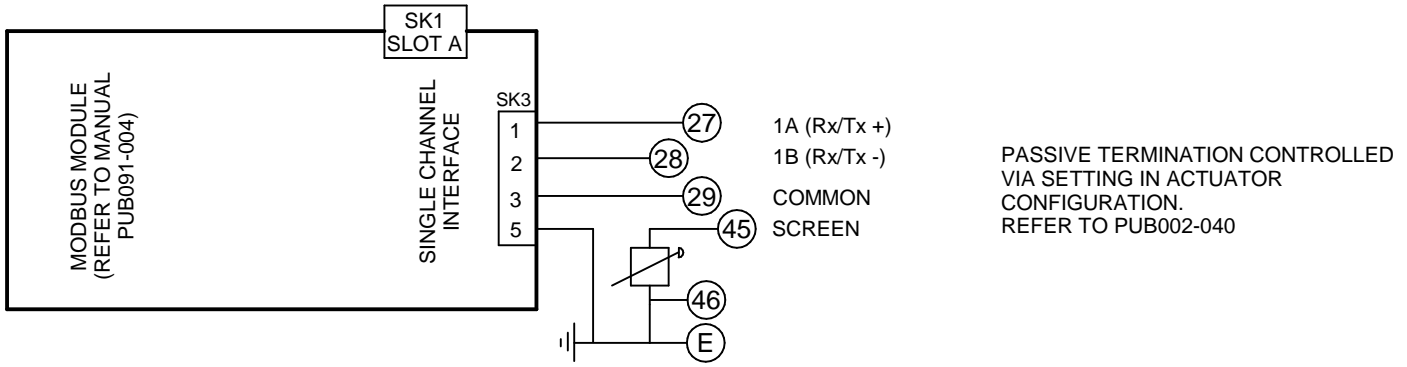 SK1
SLOT A
MODBUS MODULE
(REFER TO MANUAL
PUB091-004)
SINGLE CHANNEL
INTERFACE
SK3
1
27
1A (Rx/Tx +)
2
28
1B (Rx/Tx -)
3
29
COMMON
5
45
SCREEN
46
E
PASSIVE TERMINATION CONTROLLED
VIA SETTING IN ACTUATOR
CONFIGURATION.
REFER TO PUB002-040